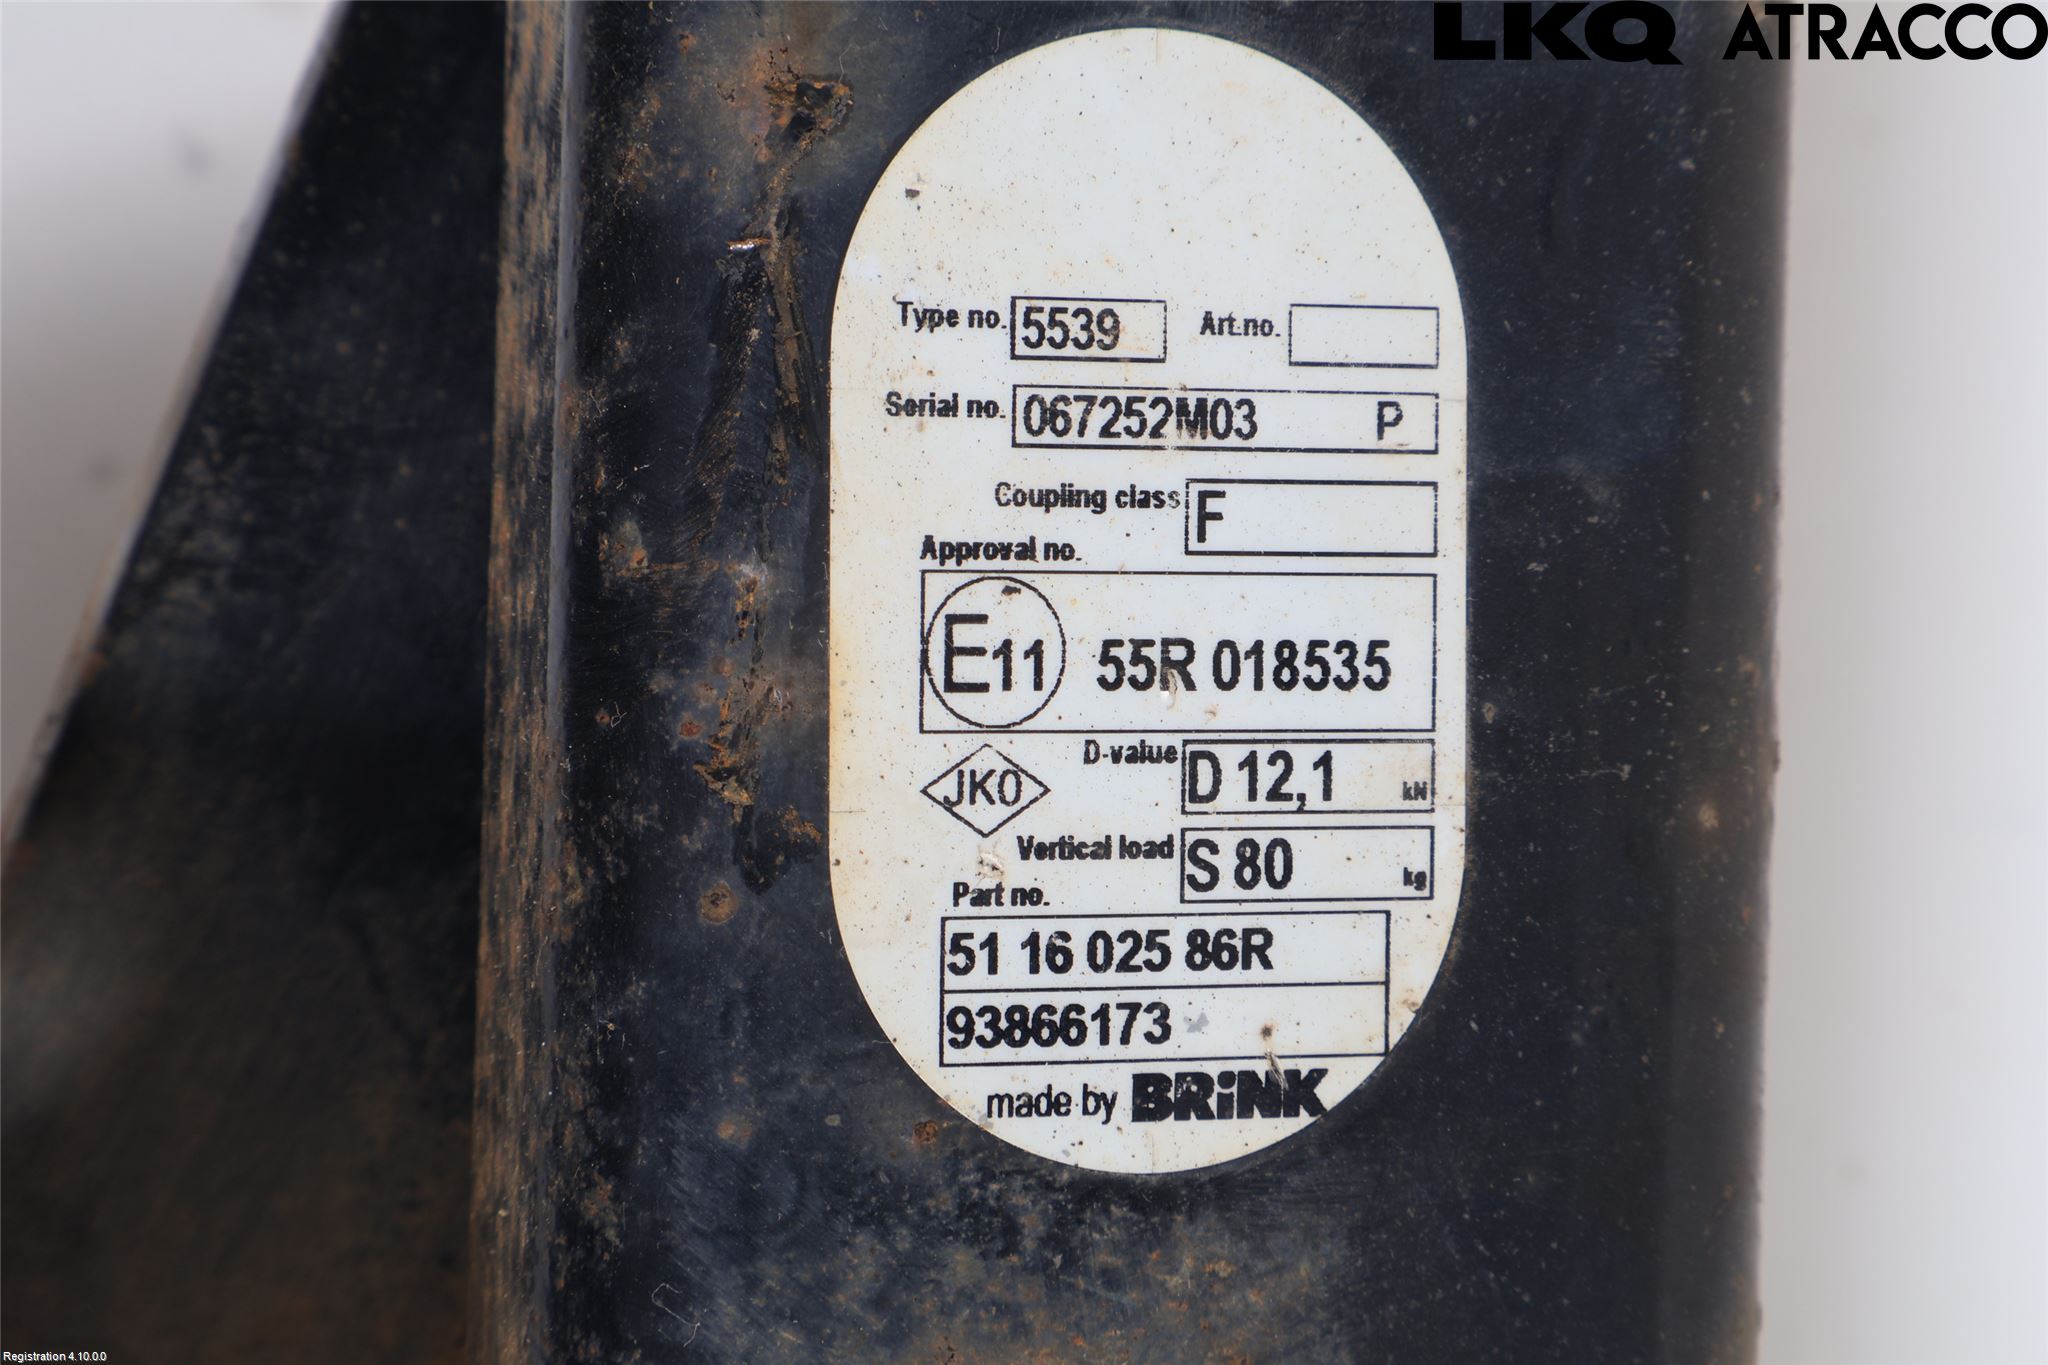 LKQ ATRACCO
Type no. 5539 Art.no.
Serial no. 067252M03 P
Coupling class F
Approval no.
E11 55R 018535
D-value D 12,1 kN
JKO
Vertical load S 80 kg
Part no.
51 16 025 86R
93866173
made by BRiNK
Registration 4.10.0.0